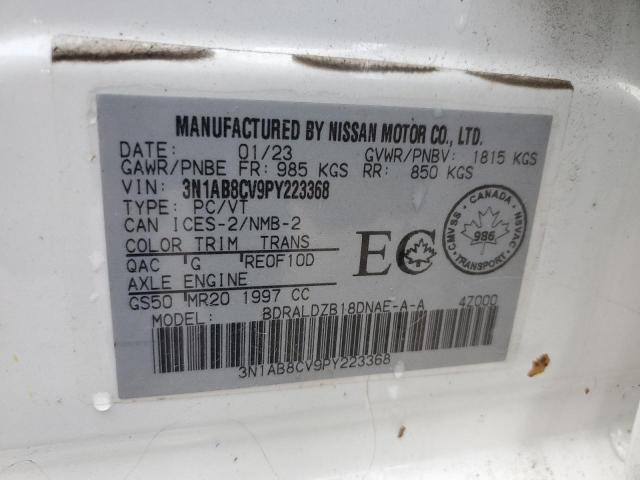 MANUFACTURED BY NISSAN MOTOR CO., LTD.
DATE: 01/23 GVWR/PNBV: 1815 KGS
GAWR/PNBE FR: 985 KGS RR: 850 KGS
VIN: 3N1AB8CV9PY223368
TYPE: PC/VT
CAN ICES-2/NMB-2
COLOR TRIM TRANS
QAC G RE0F10D
AXLE ENGINE
GS50 MR20 1997 CC
MODEL: BDRALDZB18DNAE-A-A 4Z000
3N1AB8CV9PY223368
EC
CANADA
CMVSS NSVAC
986
TRANSPORT